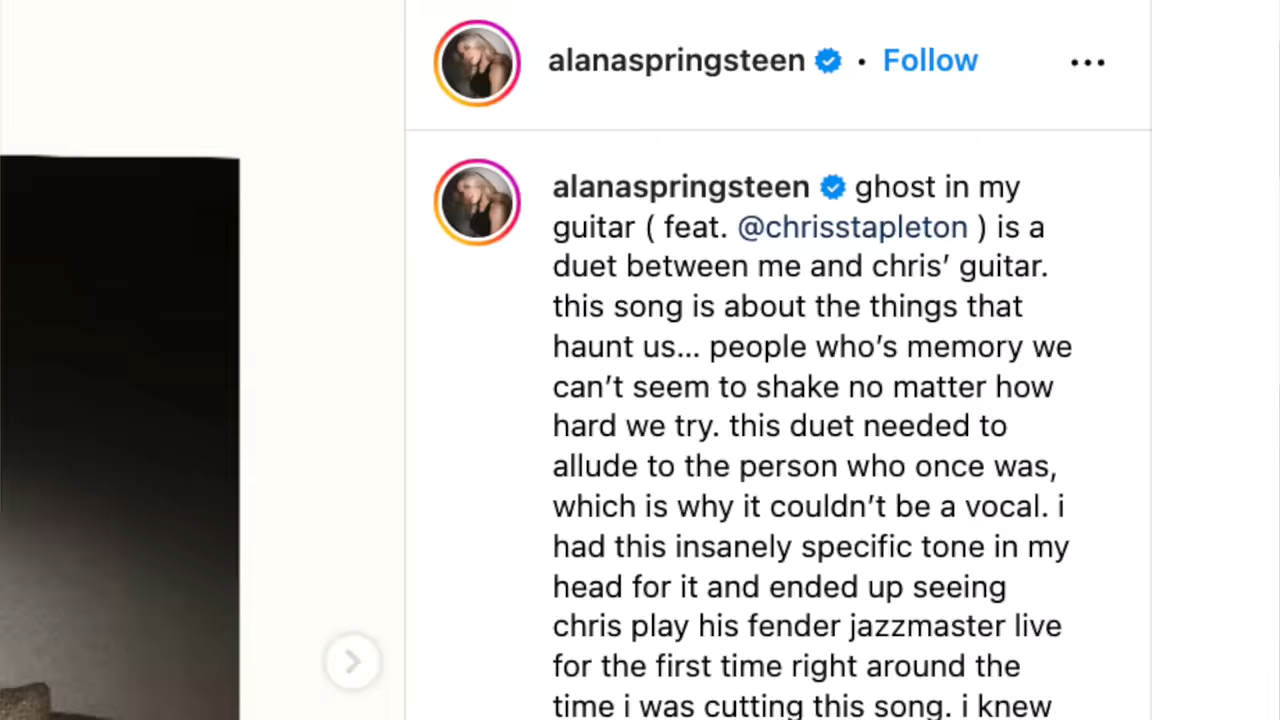 alanaspringsteen • Follow ...
alanaspringsteen ghost in my
guitar ( feat. @chrisstapleton ) is a
duet between me and chris’ guitar.
this song is about the things that
haunt us... people who’s memory we
can’t seem to shake no matter how
hard we try. this duet needed to
allude to the person who once was,
which is why it couldn’t be a vocal. i
had this insanely specific tone in my
head for it and ended up seeing
chris play his fender jazzmaster live
for the first time right around the
time i was cutting this song. i knew